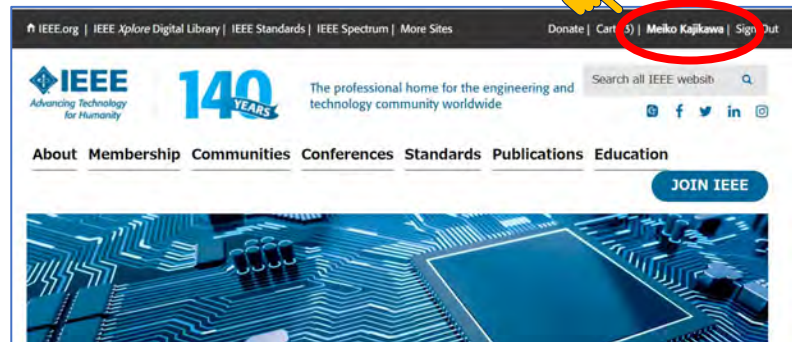 IEEE.org | IEEE Xplore Digital Library | IEEE Standards | IEEE Spectrum | More Sites
Donate | Cart (3) | Meiko Kajikawa | Sign Out
IEEE
Advancing Technology
for Humanity
140
YEARS
The professional home for the engineering and
technology community worldwide
Search all IEEE websit
f in
About Membership Communities Conferences Standards Publications Education
JOIN IEEE